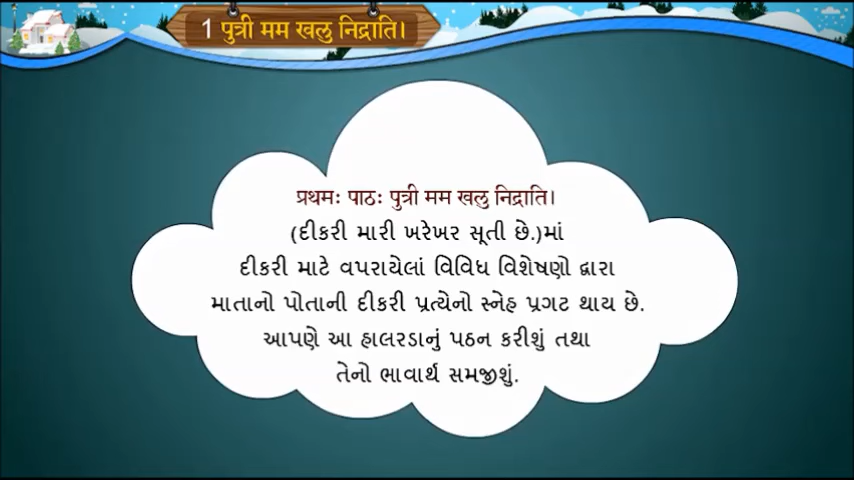 1 पुत्री मम खलु निद्राति।
प्रथमः पाठः पुत्री मम खलु निद्राति।
(દીકરી મારી ખરેખર સૂતી છે.)માં
દીકરી માટે વપરાયેલાં વિવિધ વિશેષણો દ્વારા
માતાનો પોતાની દીકરી પ્રત્યેનો સ્નેહ પ્રગટ થાય છે.
આપણે આ હાલરડાનું પઠન કરીશું તથા
તેનો ભાવાર્થ સમજીશું.